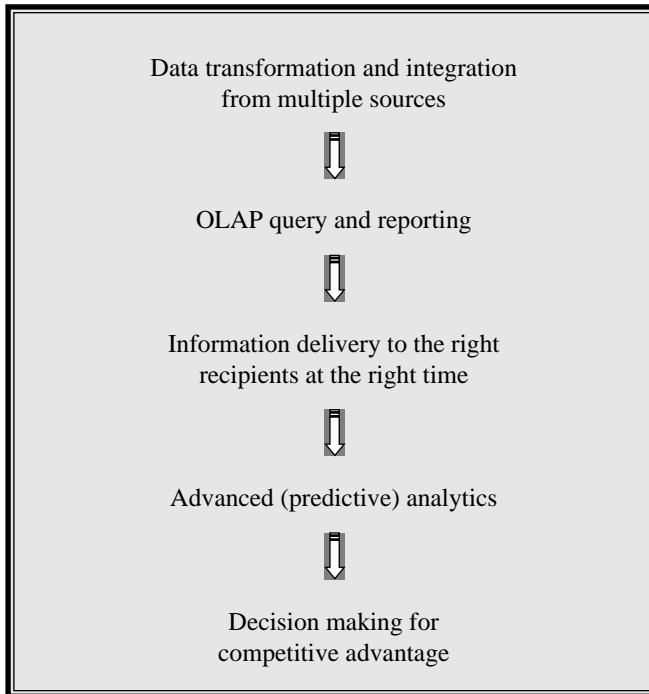 Data transformation and integration
from multiple sources
OLAP query and reporting
Information delivery to the right
recipients at the right time
Advanced (predictive) analytics
Decision making for
competitive advantage